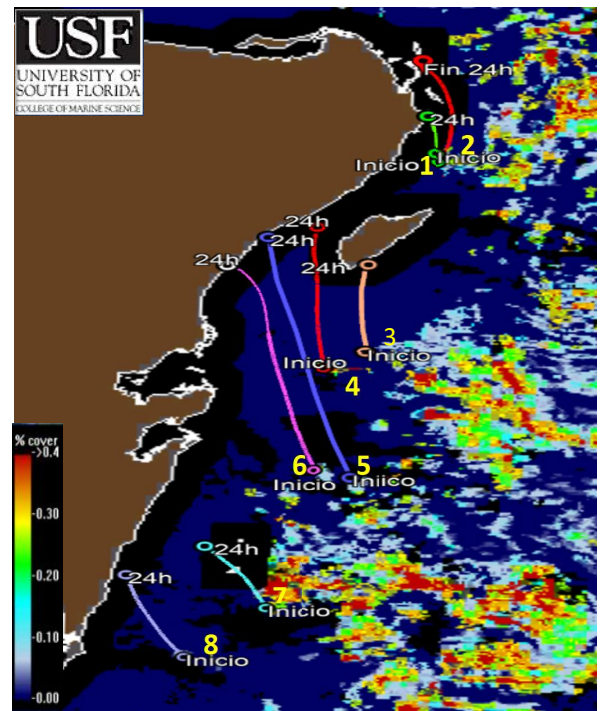 USF
UNIVERSITY OF
SOUTH FLORIDA
COLLEGE OF MARINE SCIENCE
Fin 24h
24h
2
Inicio 1 Inicio
24h
24h
24h
24h
3
Inicio
Inicio
4
6 5
Inicio
Iniico
% cover
->0.4
-0.30
-0.20
-0.10
-0.00
24h
24h
7
Inicio
8
Inicio